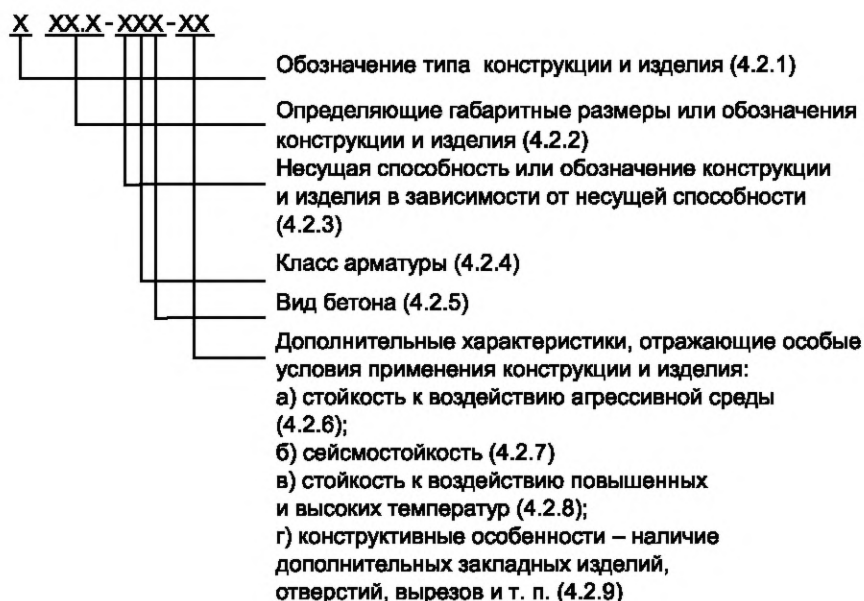 X XX.X-XXX-XX
Обозначение типа конструкции и изделия (4.2.1)
Определяющие габаритные размеры или обозначения
конструкции и изделия (4.2.2)
Несущая способность или обозначение конструкции
и изделия в зависимости от несущей способности
(4.2.3)
Класс арматуры (4.2.4)
Вид бетона (4.2.5)
Дополнительные характеристики, отражающие особые
условия применения конструкции и изделия:
а) стойкость к воздействию агрессивной среды
(4.2.6);
б) сейсмостойкость (4.2.7)
в) стойкость к воздействию повышенных
и высоких температур (4.2.8);
г) конструктивные особенности – наличие
дополнительных закладных изделий,
отверстий, вырезов и т. п. (4.2.9)